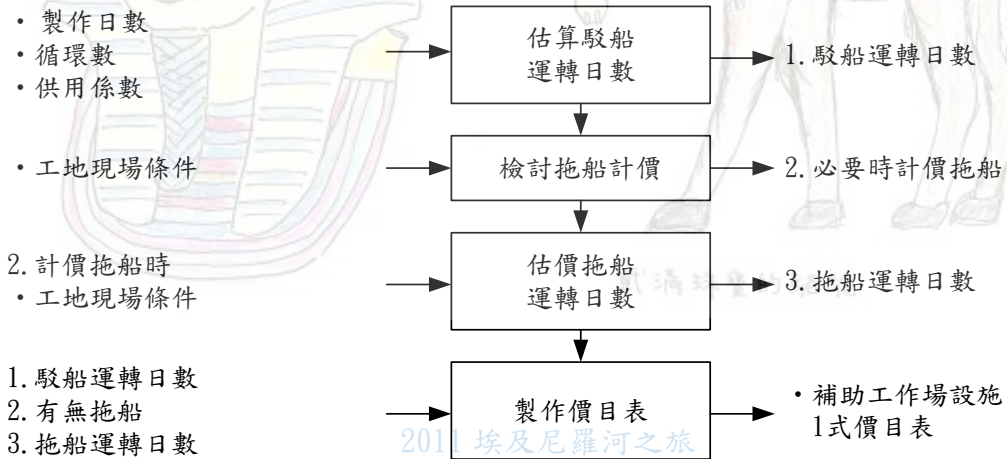 ・製作日數
・循環數
・供用係數
估算駁船
運轉日數
1.駁船運轉日數
・工地現場條件
檢討拖船計價
2.必要時計價拖船
2.計價拖船時
・工地現場條件
估價拖船
運轉日數
3.拖船運轉日數
1.駁船運轉日數
2.有無拖船
3.拖船運轉日數
製作價目表
・補助工作場設施
1式價目表
2011 埃及尼羅河之旅